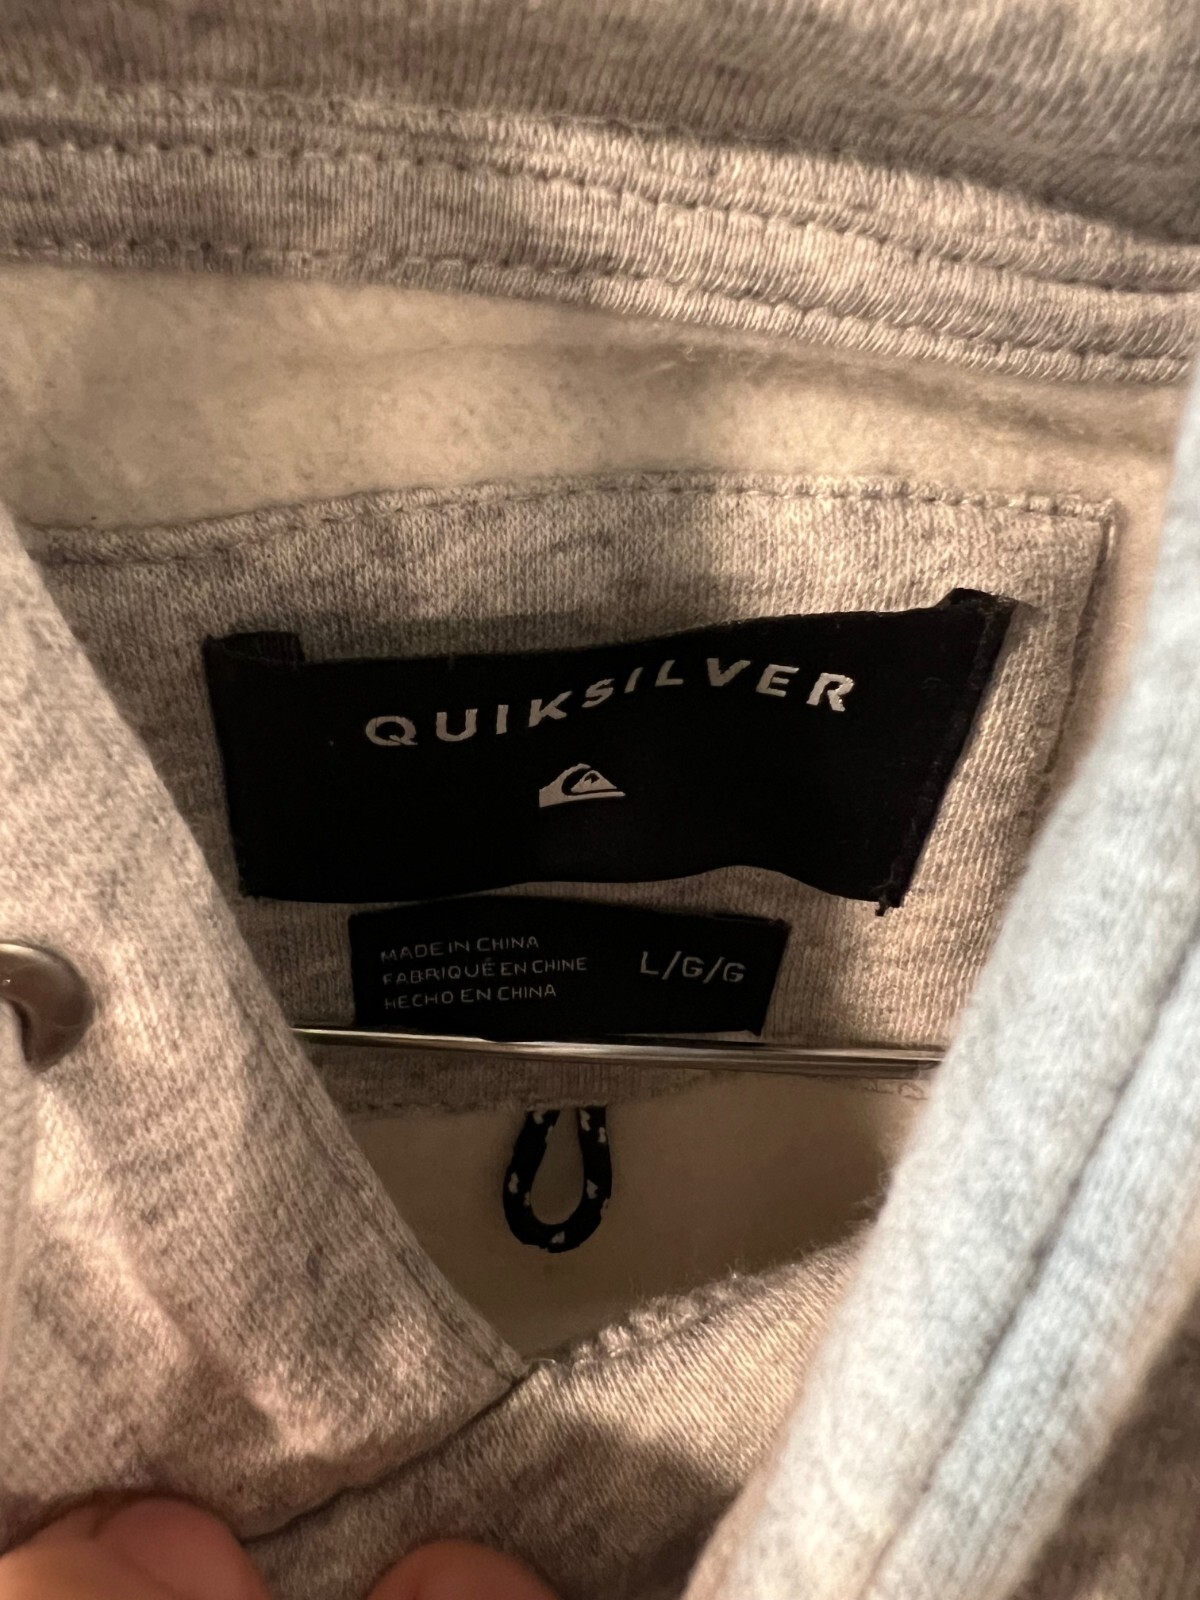 QUIKSILVER
MADE IN CHINA
FABRIQUÉ EN CHINE
HECHO EN CHINA
L/G/G